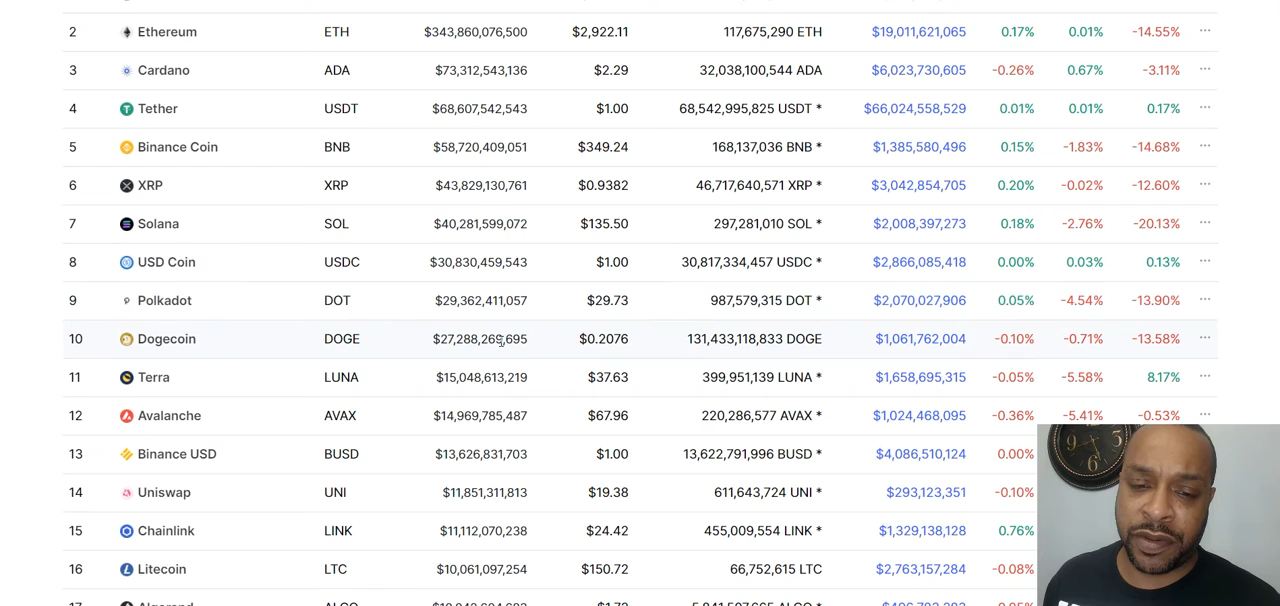 2 Ethereum ETH $343,860,076,500 $2,922.11 117,675,290 ETH $19,011,621,065 0.17% 0.01% -14.55% ...
3 Cardano ADA $73,312,543,136 $2.29 32,038,100,544 ADA $6,023,730,605 -0.26% 0.67% -3.11% ...
4 Tether USDT $68,607,542,543 $1.00 68,542,995,825 USDT * $66,024,558,529 0.01% 0.01% 0.17% ...
5 Binance Coin BNB $58,720,409,051 $349.24 168,137,036 BNB * $1,385,580,496 0.15% -1.83% -14.68% ...
6 XRP XRP $43,829,130,761 $0.9382 46,717,640,571 XRP * $3,042,854,705 0.20% -0.02% -12.60% ...
7 Solana SOL $40,281,599,072 $135.50 297,281,010 SOL * $2,008,397,273 0.18% -2.76% -20.13% ...
8 USD Coin USDC $30,830,459,543 $1.00 30,817,334,457 USDC * $2,866,085,418 0.00% 0.03% 0.13% ...
9 Polkadot DOT $29,362,411,057 $29.73 987,579,315 DOT * $2,070,027,906 0.05% -4.54% -13.90% ...
10 Dogecoin DOGE $27,288,269,695 $0.2076 131,433,118,833 DOGE $1,061,762,004 -0.10% -0.71% -13.58% ...
11 Terra LUNA $15,048,613,219 $37.63 399,951,139 LUNA * $1,658,695,315 -0.05% -5.58% 8.17% ...
12 Avalanche AVAX $14,969,785,487 $67.96 220,286,577 AVAX * $1,024,468,095 -0.36% -5.41% -0.53% ...
13 Binance USD BUSD $13,626,831,703 $1.00 13,622,791,996 BUSD * $4,086,510,124 0.00%
14 Uniswap UNI $11,851,311,813 $19.38 611,643,724 UNI * $293,123,351 -0.10%
15 Chainlink LINK $11,112,070,238 $24.42 455,009,554 LINK * $1,329,138,128 0.76%
16 Litecoin LTC $10,061,097,254 $150.72 66,752,615 LTC $2,763,157,284 -0.08%
9 3 6